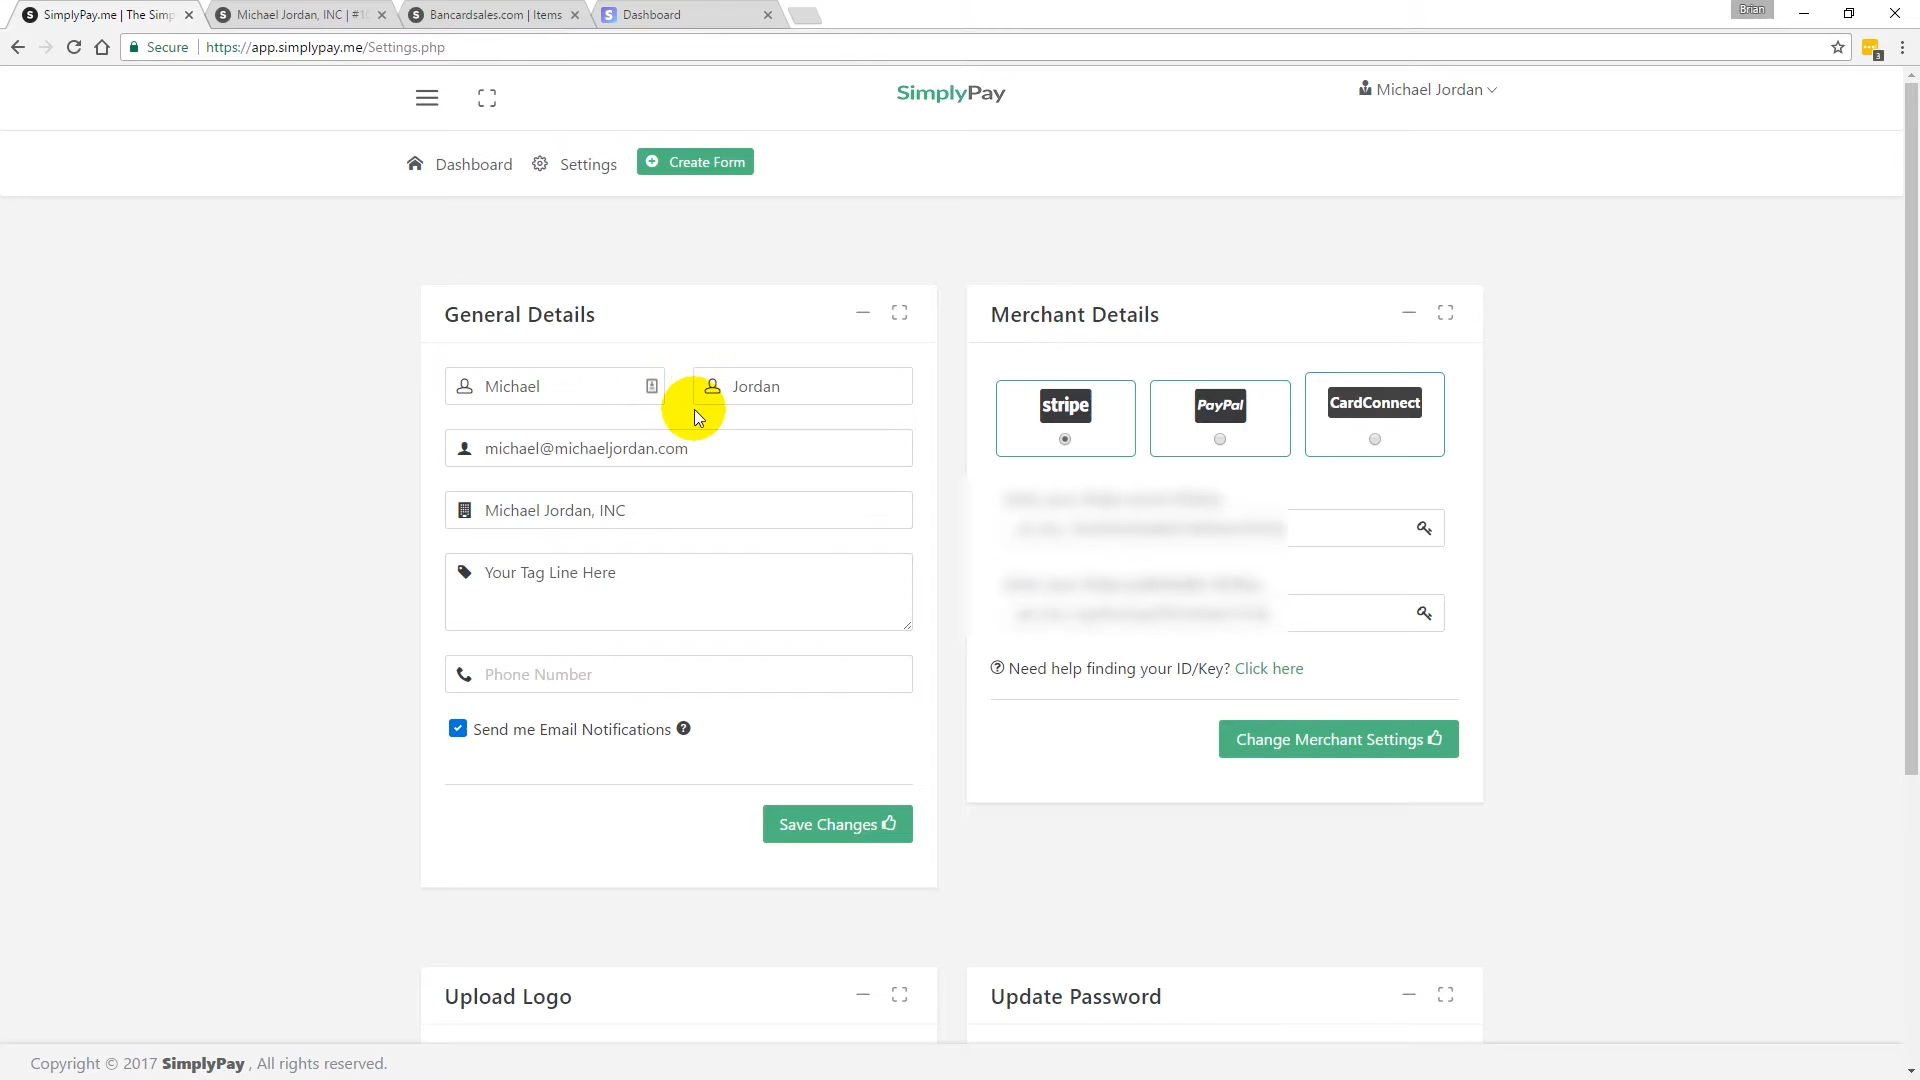 SimplyPay.me | The Simp
Michael Jordan, INC | #10
Bancardsales.com | Items
Dashboard
Brian
Secure
https://app.simplypay.me/Settings.php
3
SimplyPay
Michael Jordan
Dashboard
Settings
Create Form
General Details
Michael
Jordan
michael@michaeljordan.com
Michael Jordan, INC
Your Tag Line Here
Phone Number
Send me Email Notifications
Save Changes
Merchant Details
stripe
PayPal
CardConnect
Need help finding your ID/Key? Click here
Change Merchant Settings
Upload Logo
Update Password
Copyright © 2017 SimplyPay , All rights reserved.